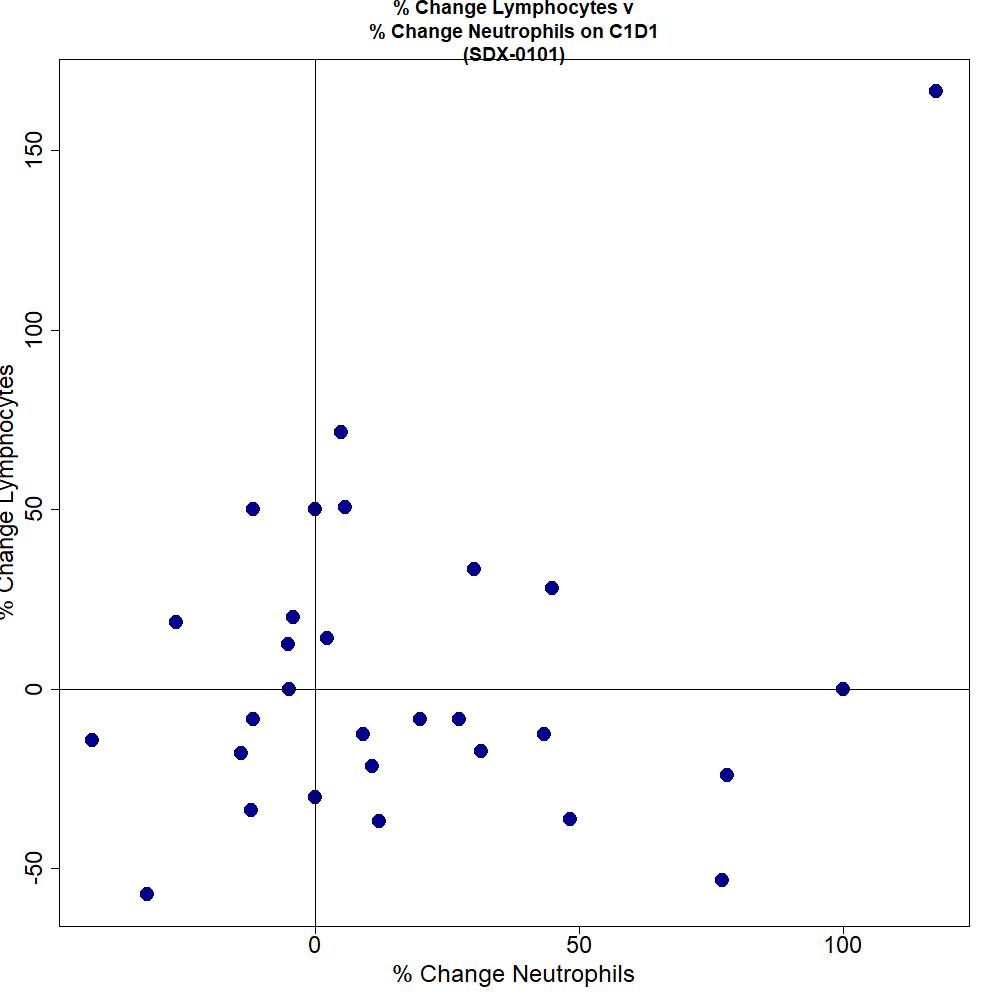 % Change Lymphocytes v
% Change Neutrophils on C1D1
(SDX-0101)
% Change Lymphocytes
150
100
50
0
-50
0
50
100
% Change Neutrophils